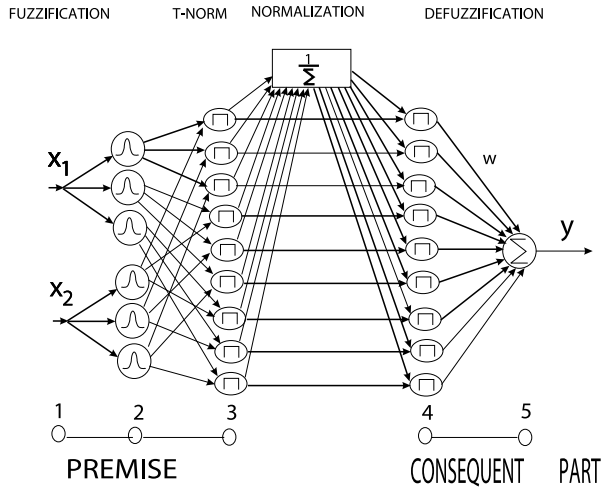 FUZZIFICATION T-NORM NORMALIZATION DEFUZZIFICATION
1
Σ
x1
w
y
Σ
x2
1 2 3 4 5
PREMISE CONSEQUENT PART